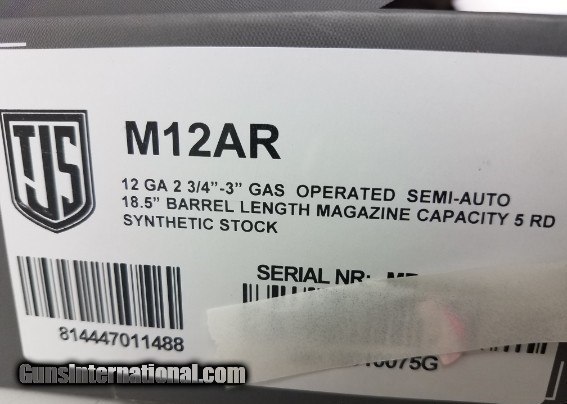 TJS
M12AR
12 GA 2 3/4”-3” GAS OPERATED SEMI-AUTO
18.5” BARREL LENGTH MAGAZINE CAPACITY 5 RD
SYNTHETIC STOCK
SERIAL NR:
814447011488
10075G
GunsInternational.com